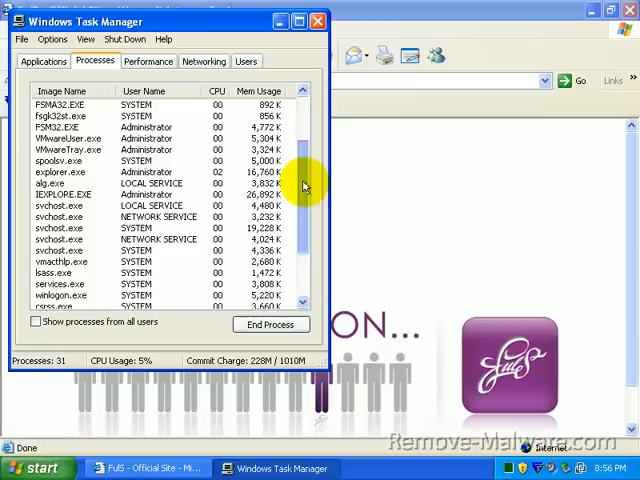 Windows Task Manager
File Options View Shut Down Help
Applications Processes Performance Networking Users
Image Name User Name CPU Mem Usage
FSMA32.EXE SYSTEM 00 892 K
fsgk32st.exe SYSTEM 00 856 K
FSM32.EXE Administrator 00 4,772 K
VMwareUser.exe Administrator 00 5,304 K
VMwareTray.exe Administrator 00 3,324 K
spoolsv.exe SYSTEM 00 5,000 K
explorer.exe Administrator 02 16,760 K
alg.exe LOCAL SERVICE 00 3,832 K
IEXPLORE.EXE Administrator 00 26,892 K
svchost.exe LOCAL SERVICE 00 4,480 K
svchost.exe NETWORK SERVICE 00 3,232 K
svchost.exe SYSTEM 00 19,228 K
svchost.exe NETWORK SERVICE 00 4,024 K
svchost.exe SYSTEM 00 4,480 K
vmacthlp.exe SYSTEM 00 2,680 K
lsass.exe SYSTEM 00 1,472 K
services.exe SYSTEM 00 3,808 K
winlogon.exe SYSTEM 00 5,220 K
csrss.exe SYSTEM 00 3,660 K
Show processes from all users End Process
Processes: 31 CPU Usage: 5% Commit Charge: 228M / 1010M
Go Links »
ON...
Remove-Malware.com
Done Internet
start FulS - Official Site - Mi... Windows Task Manager 8:56 PM